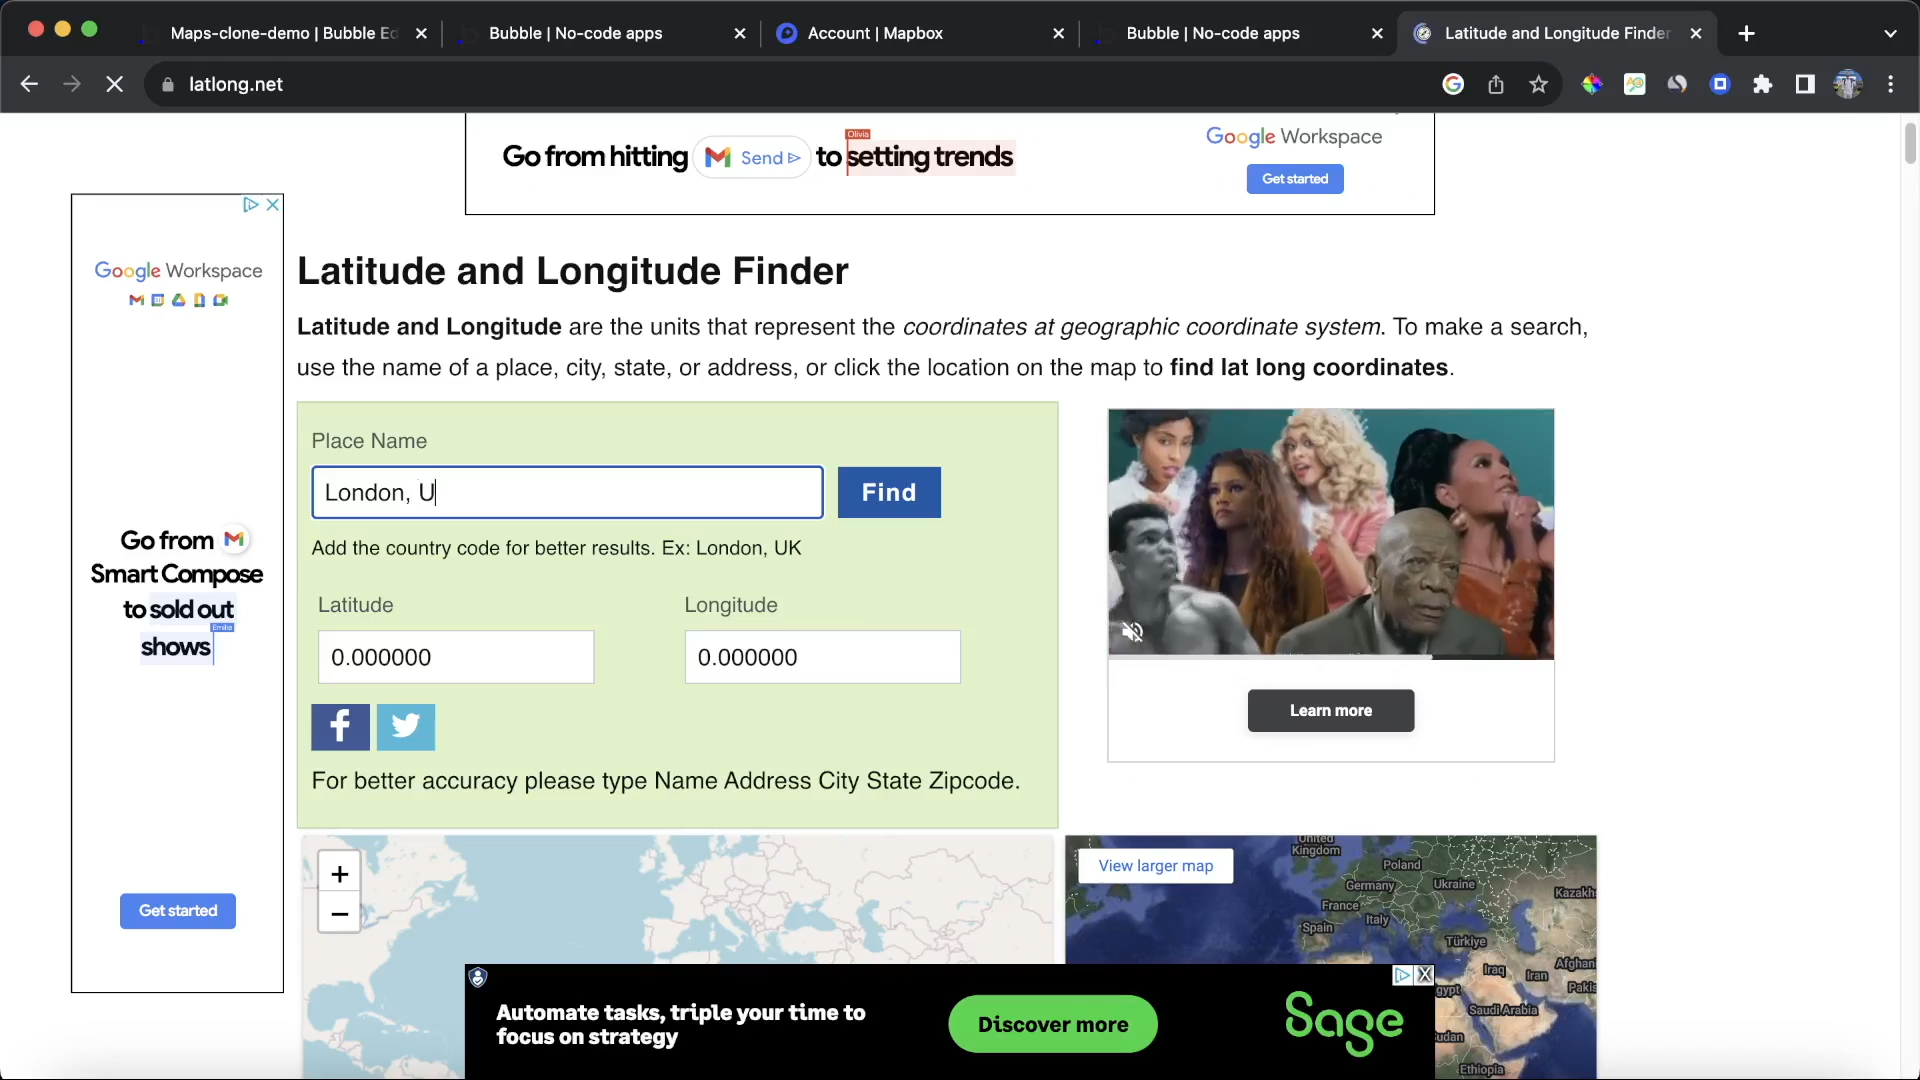 Maps-clone-demo | Bubble Ed
Bubble | No-code apps
Account | Mapbox
Bubble | No-code apps
Latitude and Longitude Finder
latlong.net
Go from hitting Send to setting trends
Olivia
Google Workspace
Get started
Google Workspace
Go from
Smart Compose
to sold out
Emilie
shows
Get started
Latitude and Longitude Finder
Latitude and Longitude are the units that represent the coordinates at geographic coordinate system. To make a search,
use the name of a place, city, state, or address, or click the location on the map to find lat long coordinates.
Place Name
London, U
Find
Add the country code for better results. Ex: London, UK
Latitude
Longitude
0.000000
0.000000
For better accuracy please type Name Address City State Zipcode.
Learn more
+
−
View larger map
United
Kingdom
Poland
Germany
Ukraine
Kazakh
France
Italy
Spain
Türkiye
Iraq
Iran
Afghan
Pakis
gypt
Saudi Arabia
udan
Ethiopia
Automate tasks, triple your time to
focus on strategy
Discover more
Sage